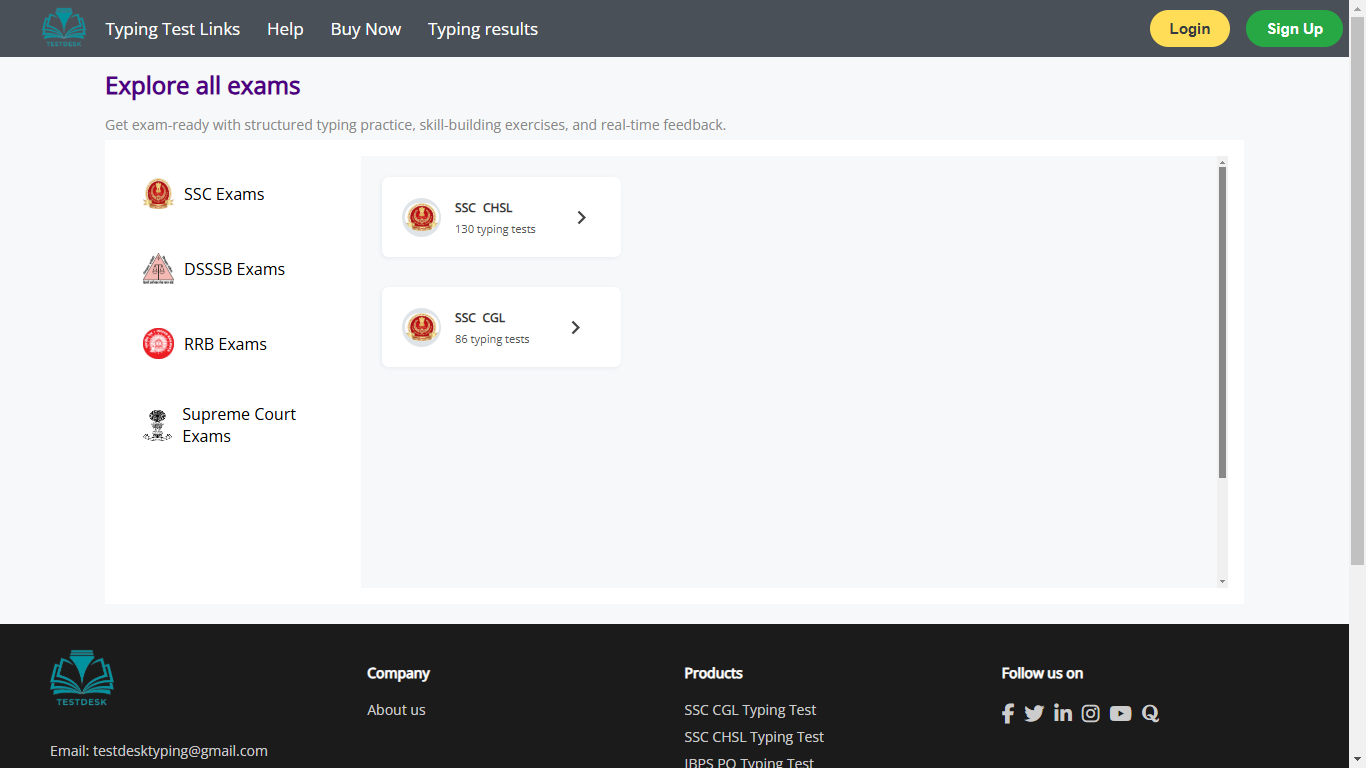 TESTDESK
Typing Test Links
Help
Buy Now
Typing results
Login
Sign Up
Explore all exams
Get exam-ready with structured typing practice, skill-building exercises, and real-time feedback.
SSC Exams
DSSSB Exams
RRB Exams
Supreme Court
Exams
SSC CHSL
130 typing tests
SSC CGL
86 typing tests
TESTDESK
Email: testdesktyping@gmail.com
Company
About us
Products
SSC CGL Typing Test
SSC CHSL Typing Test
IBPS PO Typing Test
Follow us on